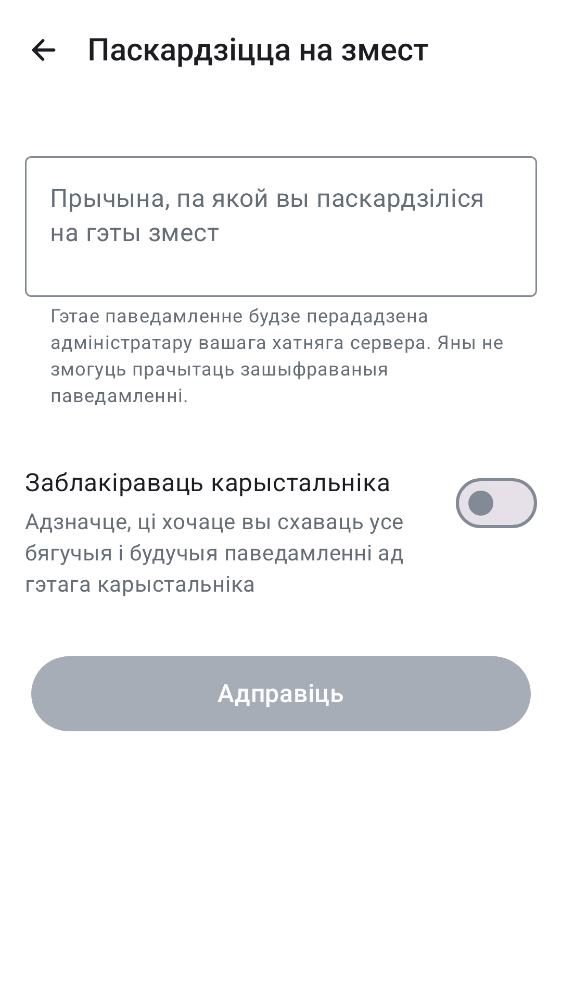 Паскардзіцца на змест
Прычына, па якой вы паскардзіліся
на гэты змест
Гэтае паведамленне будзе перададзена
адміністратару вашага хатняга сервера. Яны не
змогуць прачытаць зашыфраваныя
паведамленні.
Заблакіраваць карыстальніка
Адзначце, ці хочаце вы схаваць усе
бягучыя і будучыя паведамленні ад
гэтага карыстальніка
Адправіць